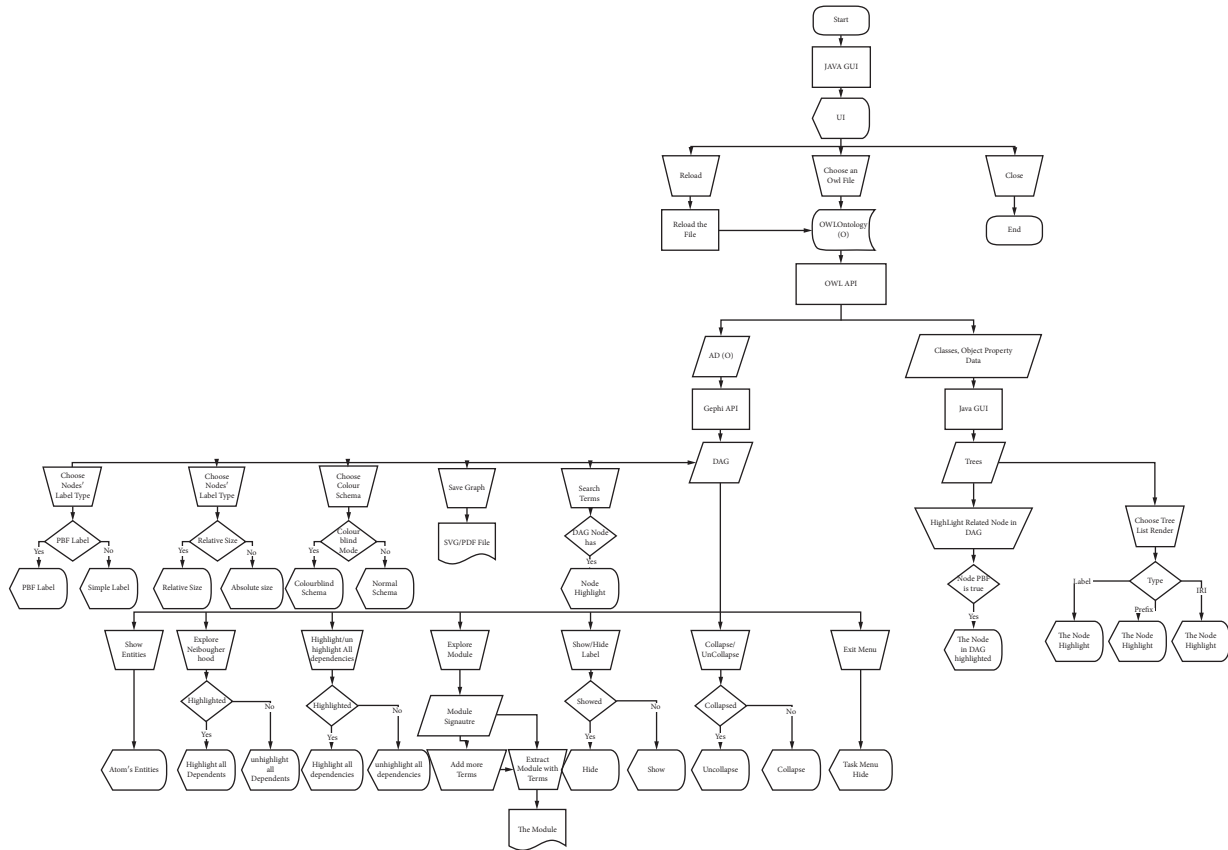 Start
JAVA GUI
UI
Reload
Choose an
Owl File
Close
Reload the
File
OWLOntology
(O)
End
OWL API
AD (O)
Classes, Object Property
Data
Gephi API
Java GUI
DAG
Trees
Choose
Nodes'
Label Type
Choose
Nodes'
Label Type
Choose
Colour
Schema
Save Graph
Search
Terms
HighLight Related Node in
DAG
Choose Tree
List Render
PBF Label
Yes
No
Relative Size
Yes
No
Colour
blind
Mode
Yes
No
SVG/PDF File
DAG Node
has
Yes
Node PBF
is true
Yes
Type
Label
Prefix
IRI
PBF Label
Simple Label
Relative Size
Absolute size
Colourblind
Schema
Normal
Schema
Node
Highlight
The Node
in DAG
highlighted
The Node
Highlight
The Node
Highlight
The Node
Highlight
Show
Entities
Explore
Neibougher
hood
Highlight/un
highlight All
dependencies
Explore
Module
Show/Hide
Label
Collapse/
UnCollapse
Exit Menu
Highlighted
No
Yes
Highlighted
No
Yes
Module
Signautre
Showed
No
Yes
Collapsed
No
Yes
Atom's Entities
Highlight all
Dependents
unhighlight
all
Dependents
Highlight all
dependencies
unhighlight all
dependencies
Add more
Terms
Extract
Module with
Terms
Hide
Show
Uncollapse
Collapse
Task Menu
Hide
The Module